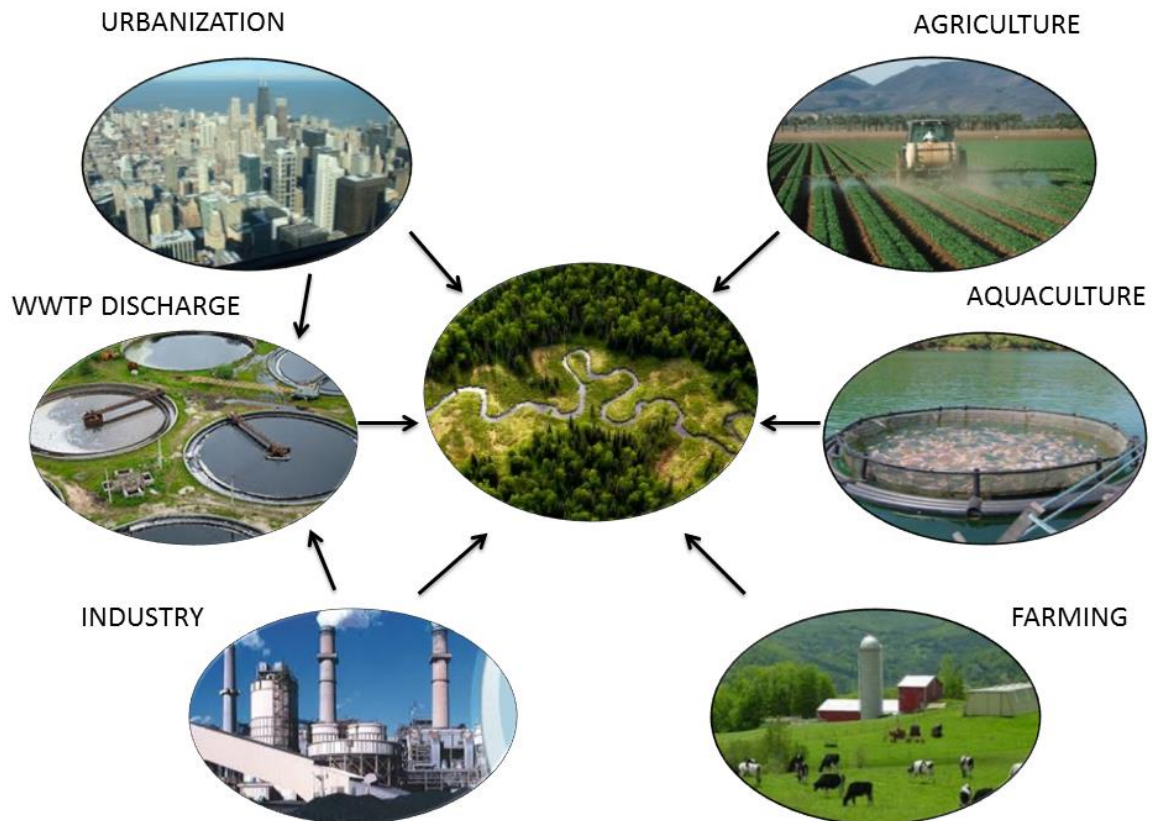 URBANIZATION
AGRICULTURE
WWTP DISCHARGE
AQUACULTURE
INDUSTRY
FARMING